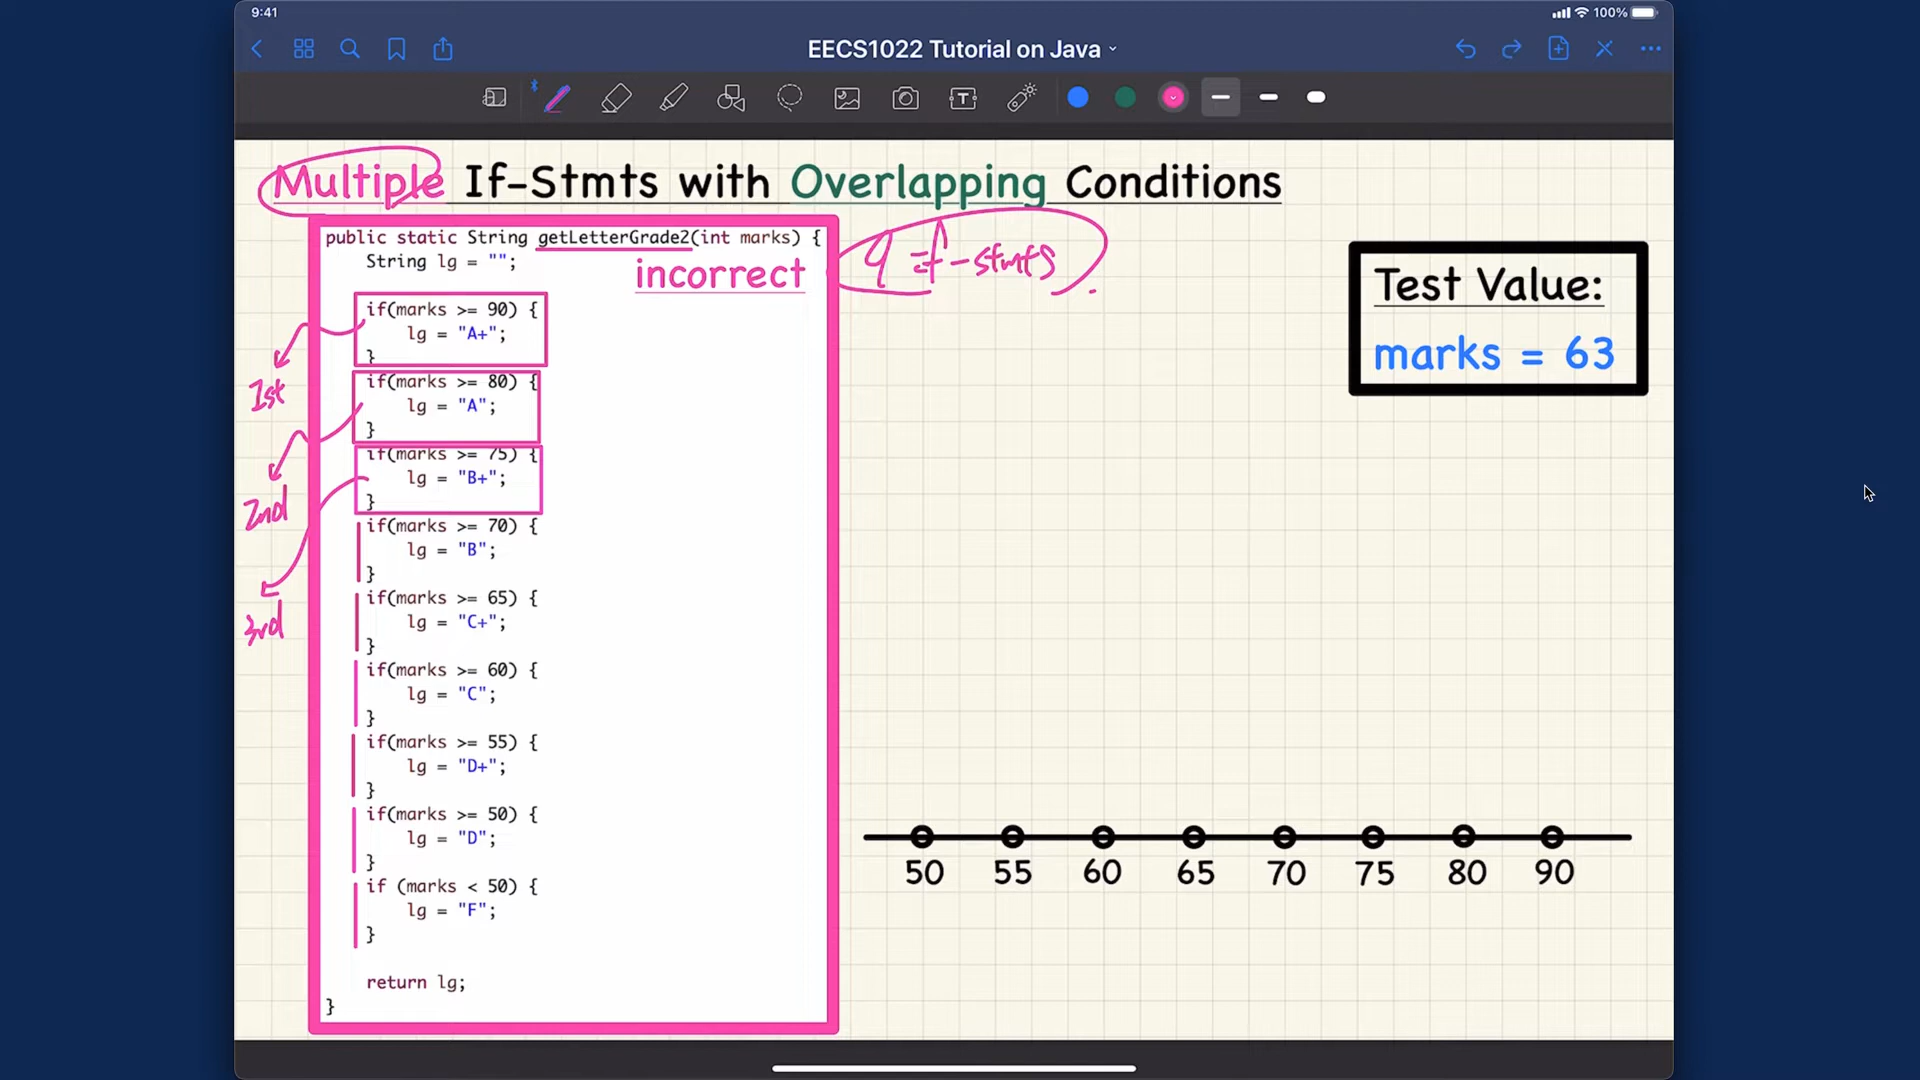 9:41
100%
EECS1022 Tutorial on Java
Multiple If-Stmts with Overlapping Conditions
public static String getLetterGrade2(int marks) {
String lg = "";
incorrect
9 if-stmts
if(marks >= 90) {
lg = "A+";
}
1st
if(marks >= 80) {
lg = "A";
}
2nd
if(marks >= 75) {
lg = "B+";
}
3rd
if(marks >= 70) {
lg = "B";
}
if(marks >= 65) {
lg = "C+";
}
if(marks >= 60) {
lg = "C";
}
if(marks >= 55) {
lg = "D+";
}
if(marks >= 50) {
lg = "D";
}
if (marks < 50) {
lg = "F";
}
return lg;
}
Test Value:
marks = 63
50 55 60 65 70 75 80 90